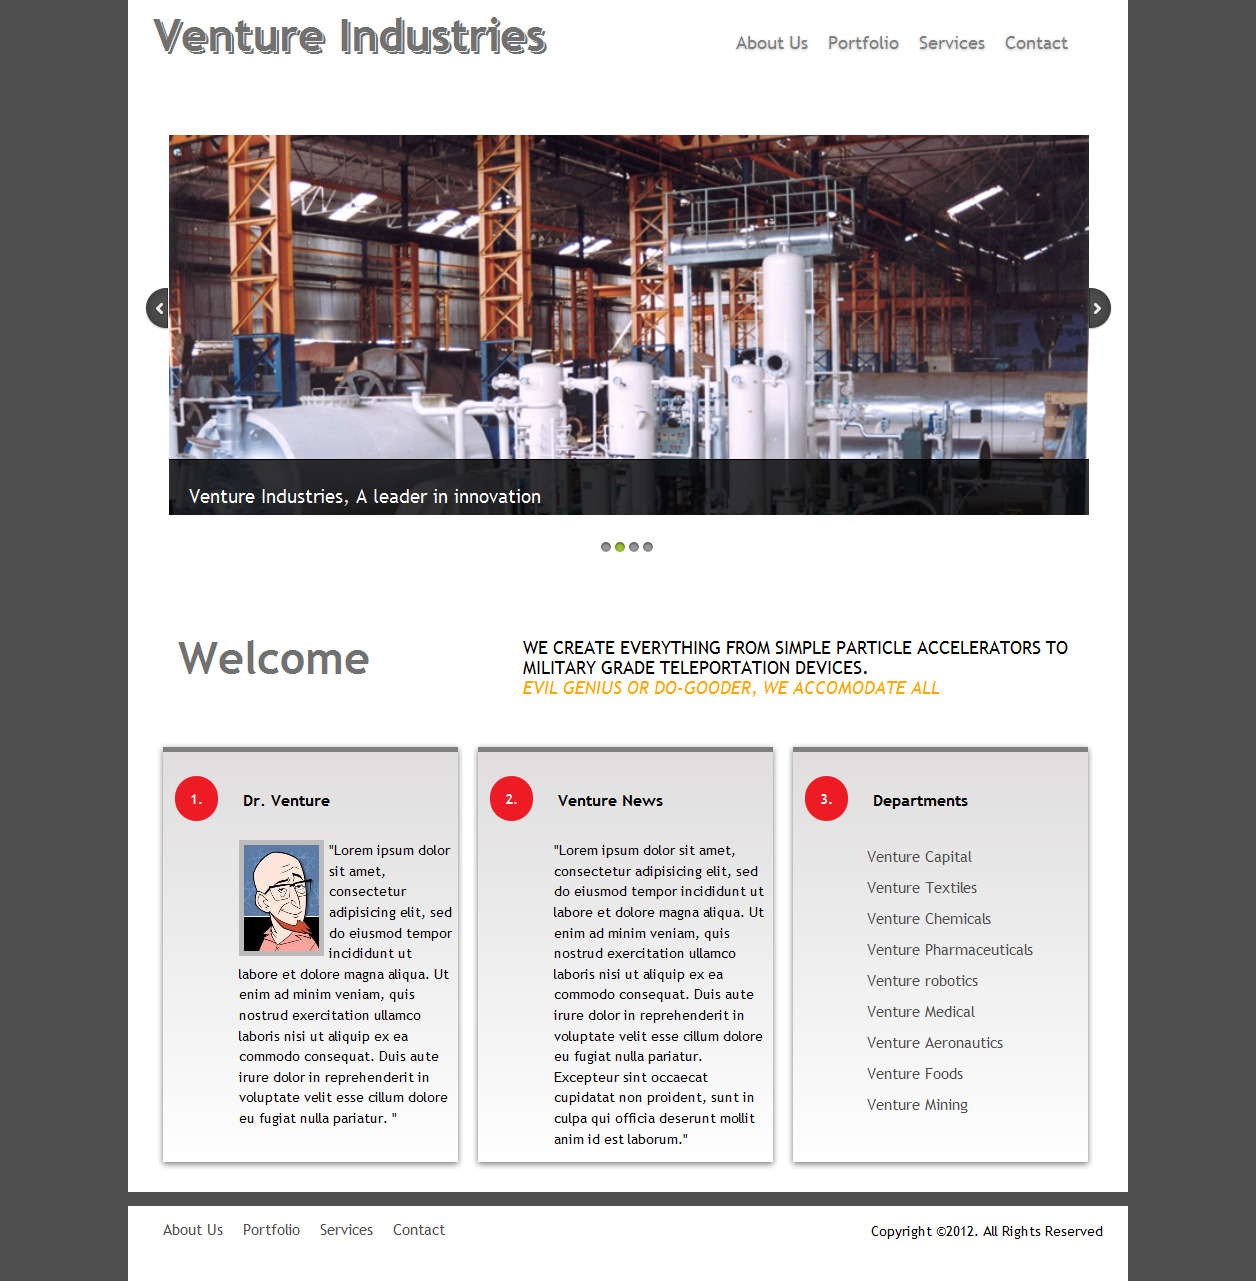 Venture Industries
About Us Portfolio Services Contact
Venture Industries, A leader in innovation
Welcome
WE CREATE EVERYTHING FROM SIMPLE PARTICLE ACCELERATORS TO
MILITARY GRADE TELEPORTATION DEVICES.
EVIL GENIUS OR DO-GOODER, WE ACCOMODATE ALL
1. Dr. Venture
"Lorem ipsum dolor
sit amet,
consectetur
adipisicing elit, sed
do eiusmod tempor
incididunt ut
labore et dolore magna aliqua. Ut
enim ad minim veniam, quis
nostrud exercitation ullamco
laboris nisi ut aliquip ex ea
commodo consequat. Duis aute
irure dolor in reprehenderit in
voluptate velit esse cillum dolore
eu fugiat nulla pariatur. "
2. Venture News
"Lorem ipsum dolor sit amet,
consectetur adipisicing elit, sed
do eiusmod tempor incididunt ut
labore et dolore magna aliqua. Ut
enim ad minim veniam, quis
nostrud exercitation ullamco
laboris nisi ut aliquip ex ea
commodo consequat. Duis aute
irure dolor in reprehenderit in
voluptate velit esse cillum dolore
eu fugiat nulla pariatur.
Excepteur sint occaecat
cupidatat non proident, sunt in
culpa qui officia deserunt mollit
anim id est laborum."
3. Departments
Venture Capital
Venture Textiles
Venture Chemicals
Venture Pharmaceuticals
Venture robotics
Venture Medical
Venture Aeronautics
Venture Foods
Venture Mining
About Us Portfolio Services Contact
Copyright ©2012. All Rights Reserved